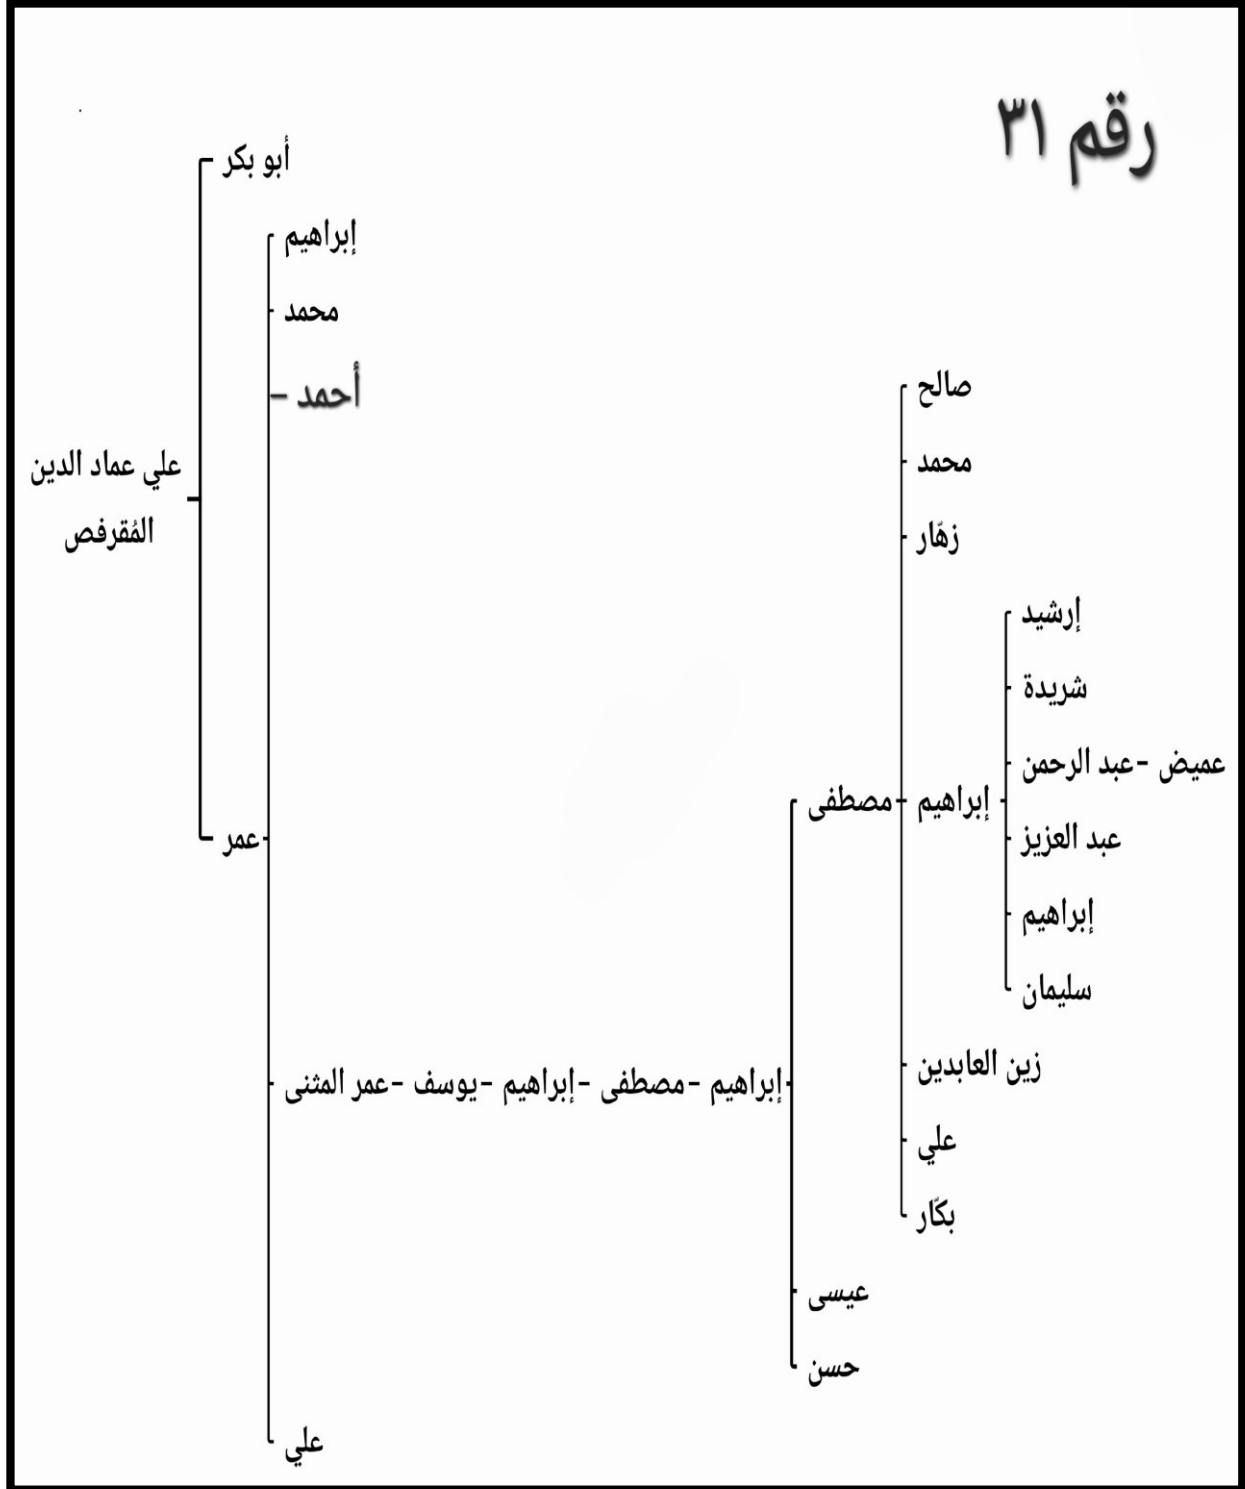 رقم ٣١
أبو بكر
إبراهيم
محمد
أحمد -
صالح
محمد
علي عماد الدين
المُقرفص
زهّار
إرشيد
شريدة
عميض -عبد الرحمن
مصطفى إبراهيم
عمر
عبد العزيز
إبراهيم
سليمان
زين العابدين
إبراهيم -مصطفى -إبراهيم -يوسف -عمر المثنى
علي
بكّار
عيسى
حسن
علي